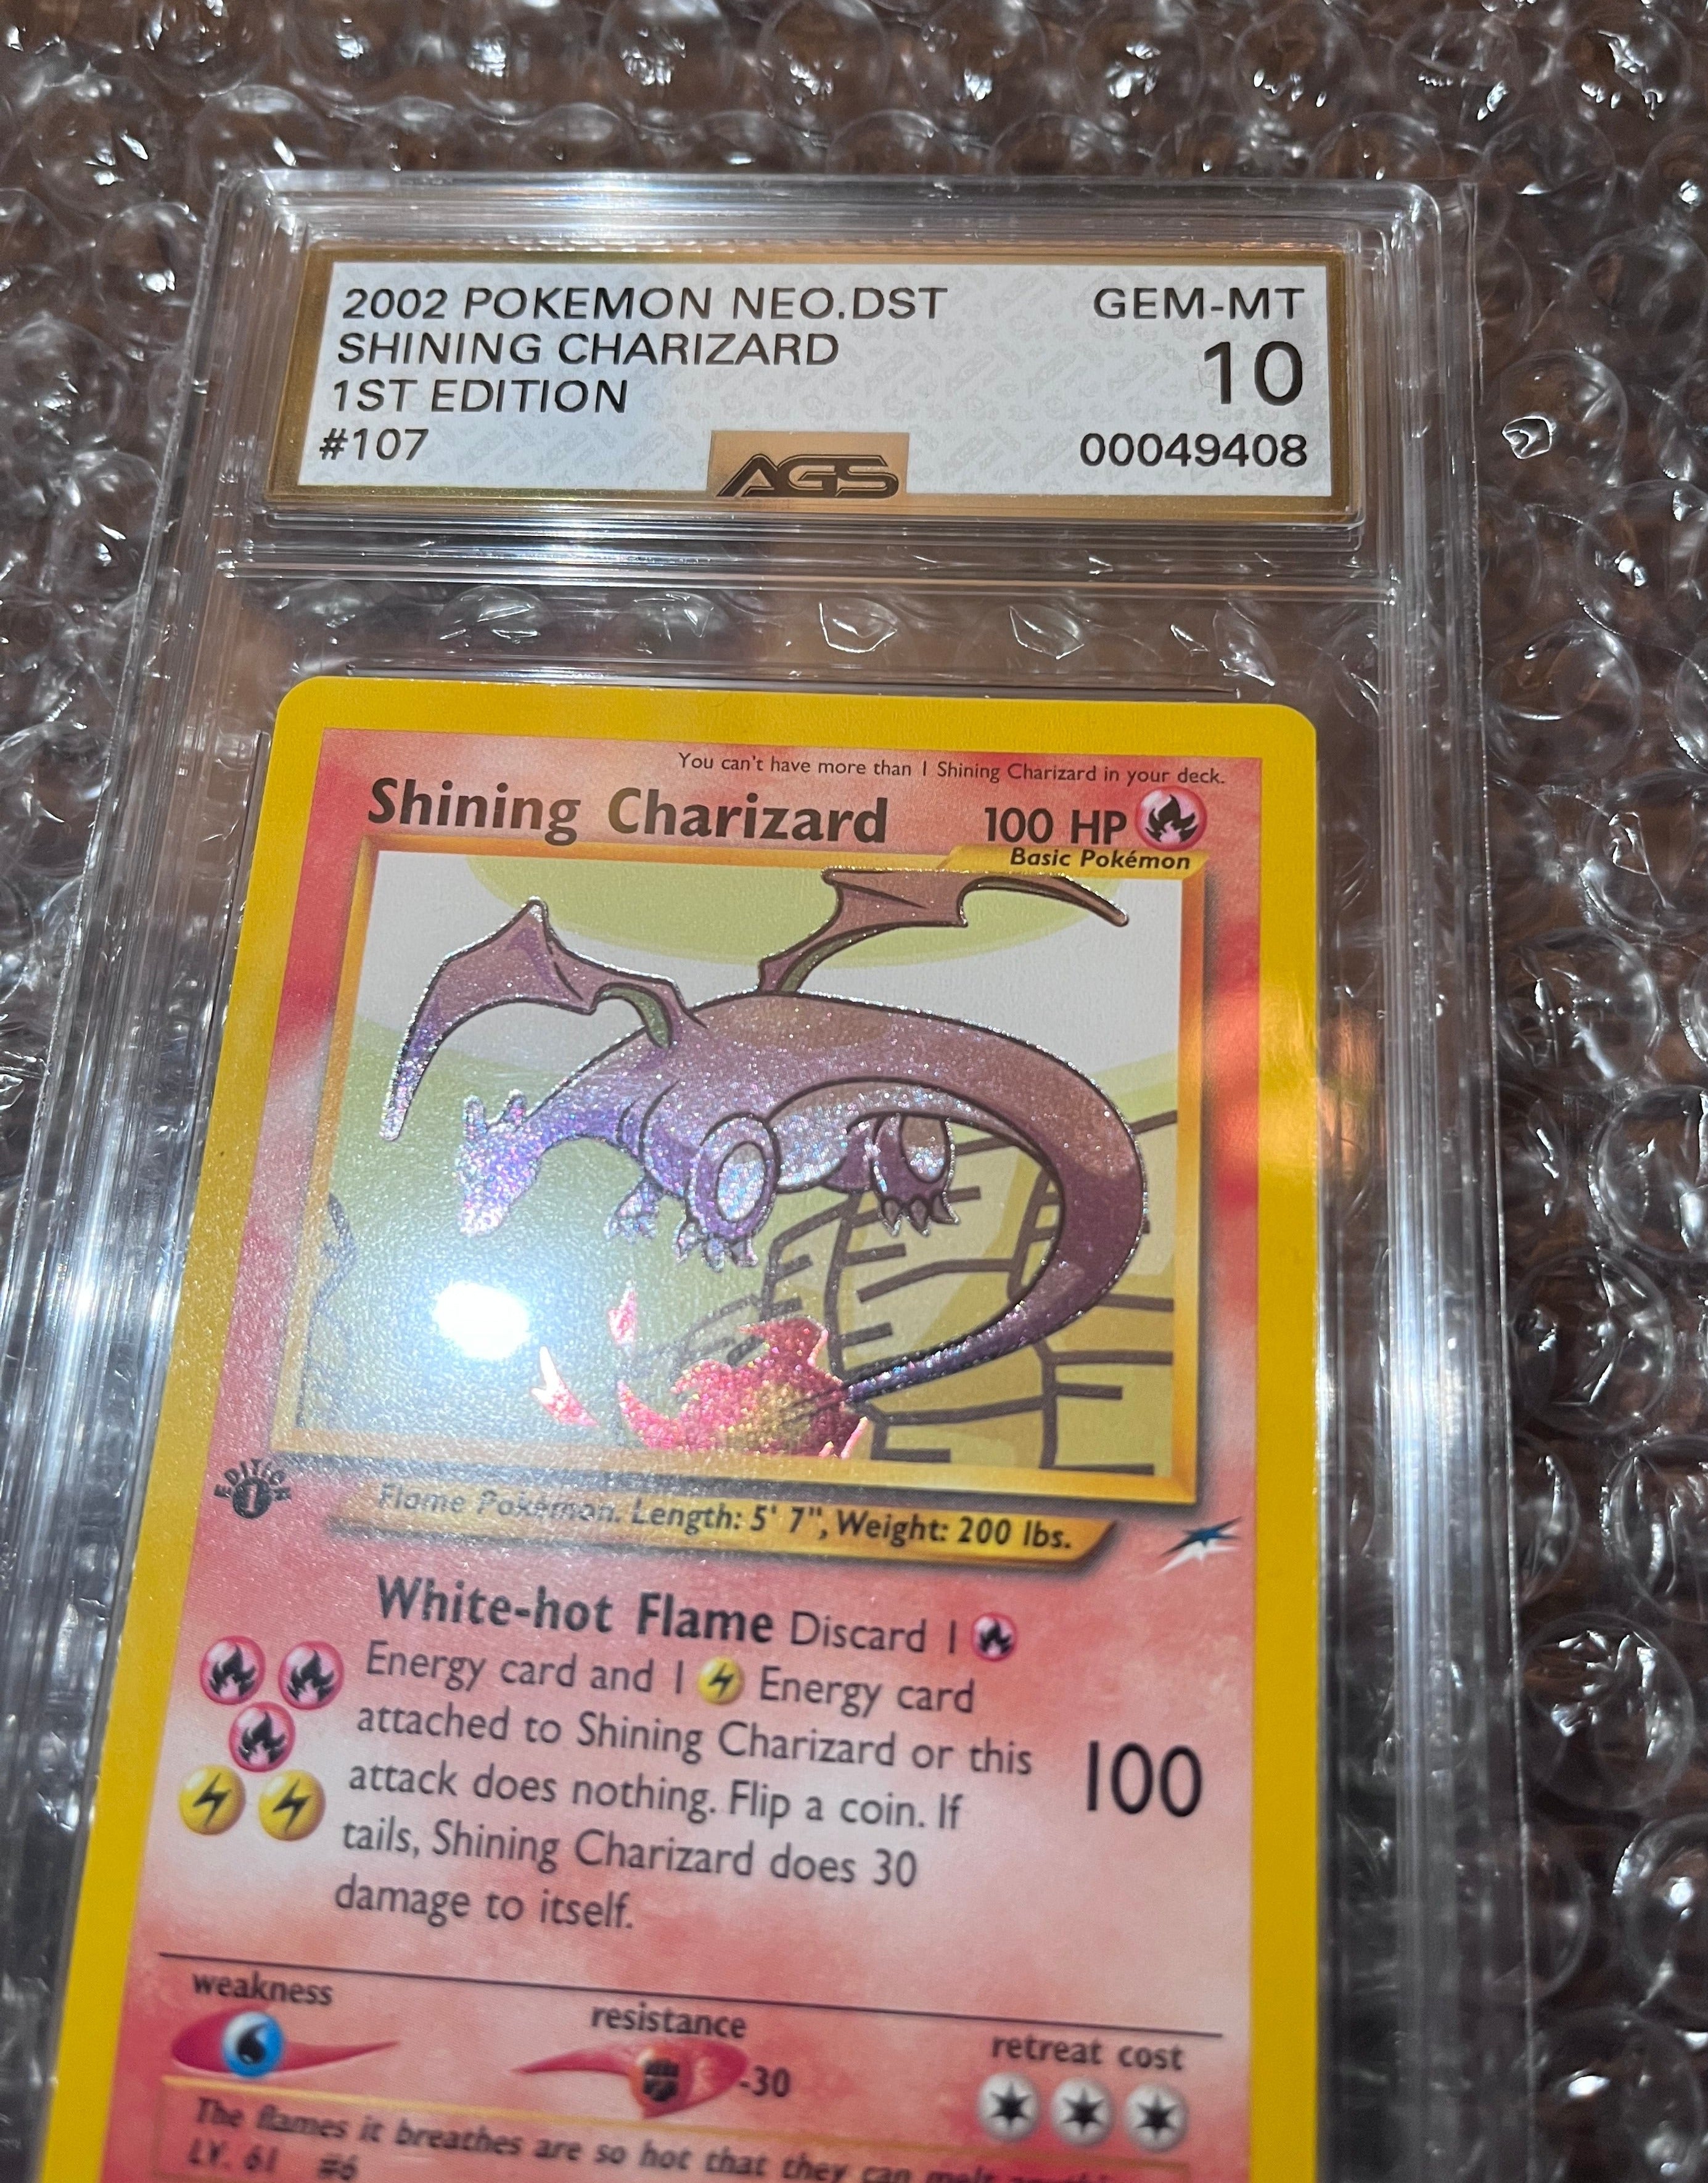 2002 POKEMON NEO.DST
SHINING CHARIZARD
1ST EDITION
#107
GEM-MT
10
00049408
AGS
You can't have more than 1 Shining Charizard in your deck.
Shining Charizard
100 HP
Basic Pokémon
EDITION
1
Flame Pokémon. Length: 5' 7", Weight: 200 lbs.
White-hot Flame Discard 1
Energy card and 1 Energy card
attached to Shining Charizard or this
attack does nothing. Flip a coin. If
tails, Shining Charizard does 30
damage to itself.
100
weakness
resistance
-30
retreat cost
The flames it breathes are so hot that they can melt
LV. 61 #6